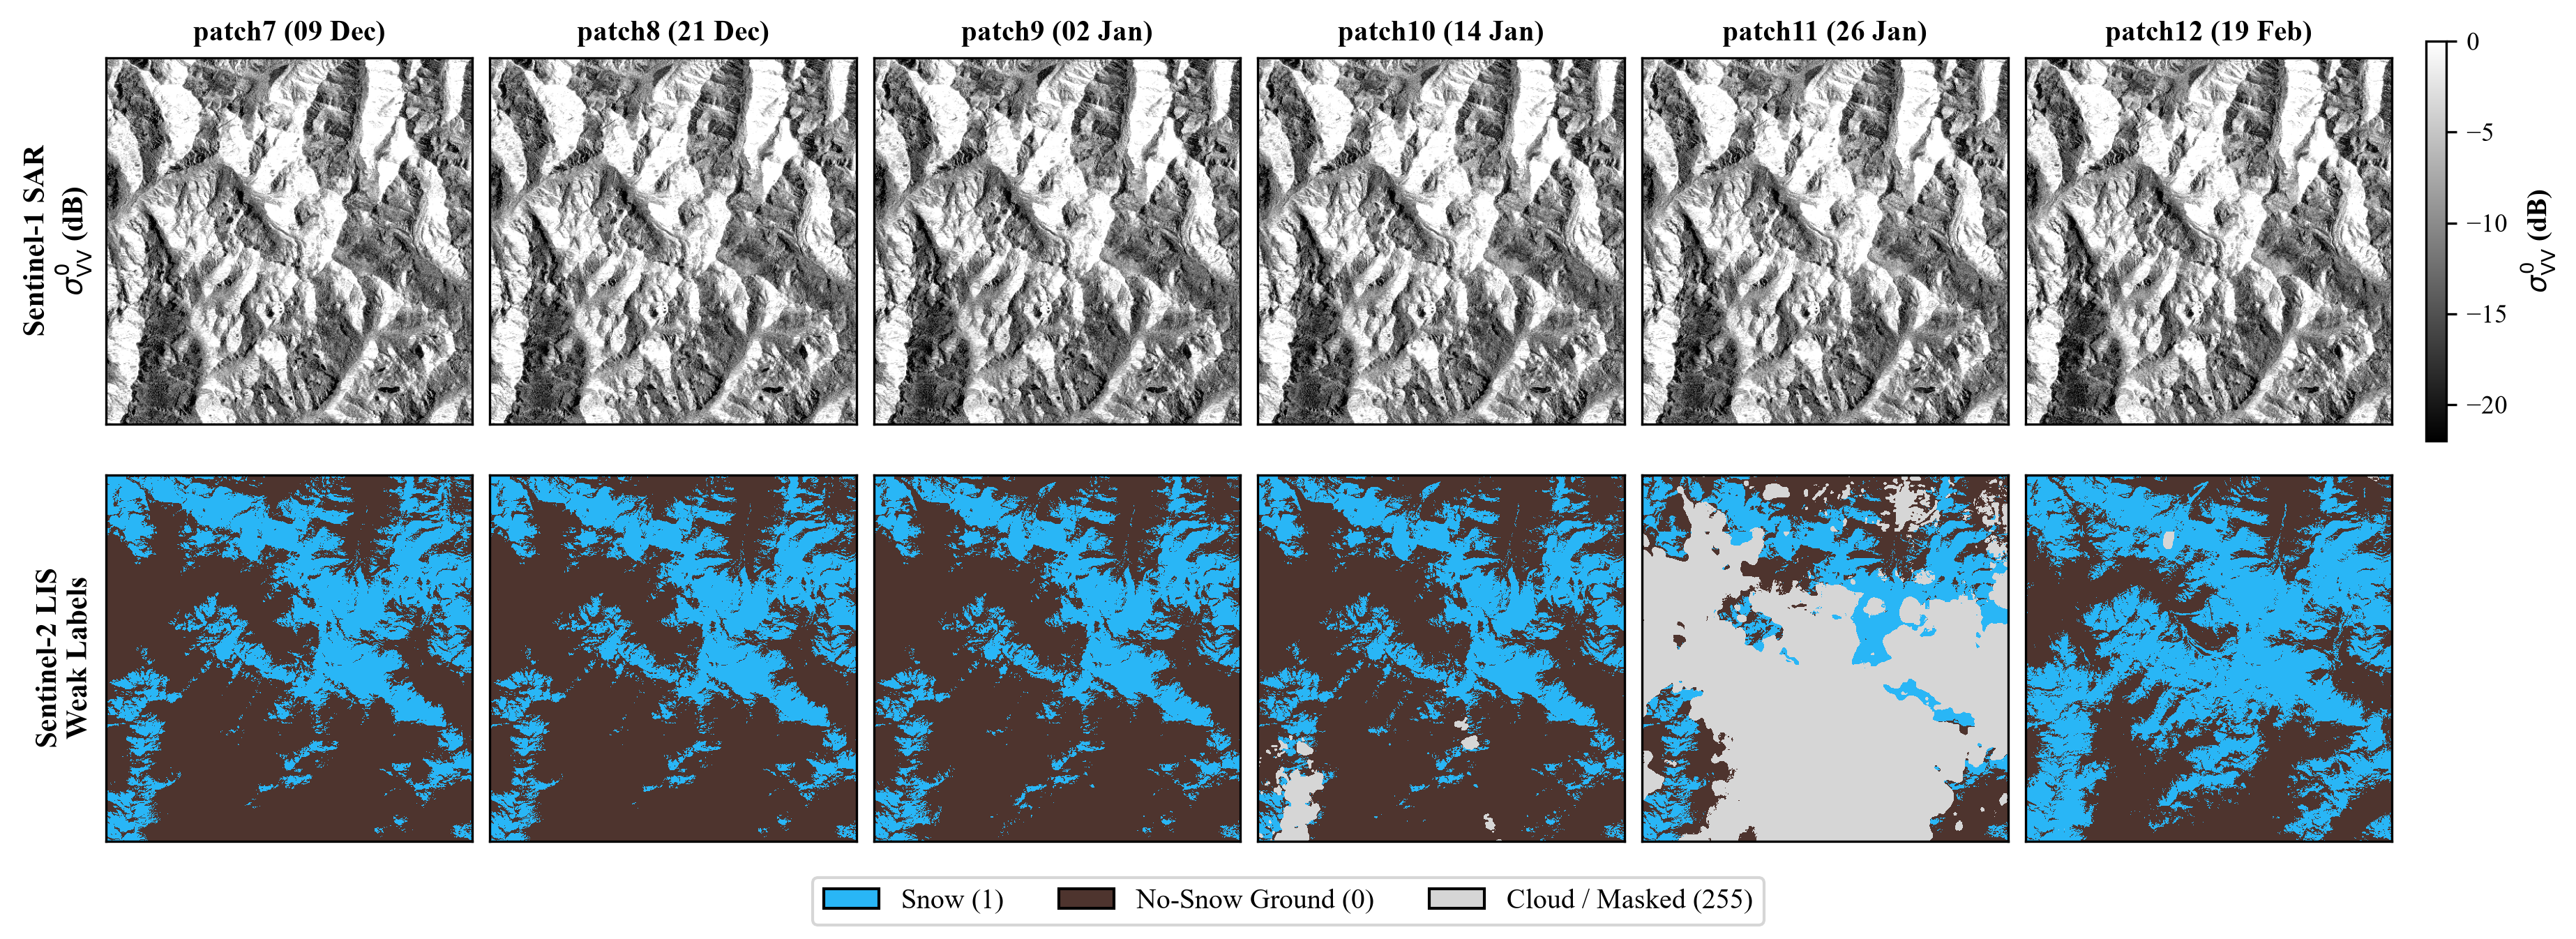 patch7 (09 Dec)
patch8 (21 Dec)
patch9 (02 Jan)
patch10 (14 Jan)
patch11 (26 Jan)
patch12 (19 Feb)
Sentinel-1 SAR
σ⁰VV (dB)
0
−5
−10
−15
−20
σ⁰VV (dB)
Sentinel-2 LIS
Weak Labels
Snow (1)
No-Snow Ground (0)
Cloud / Masked (255)